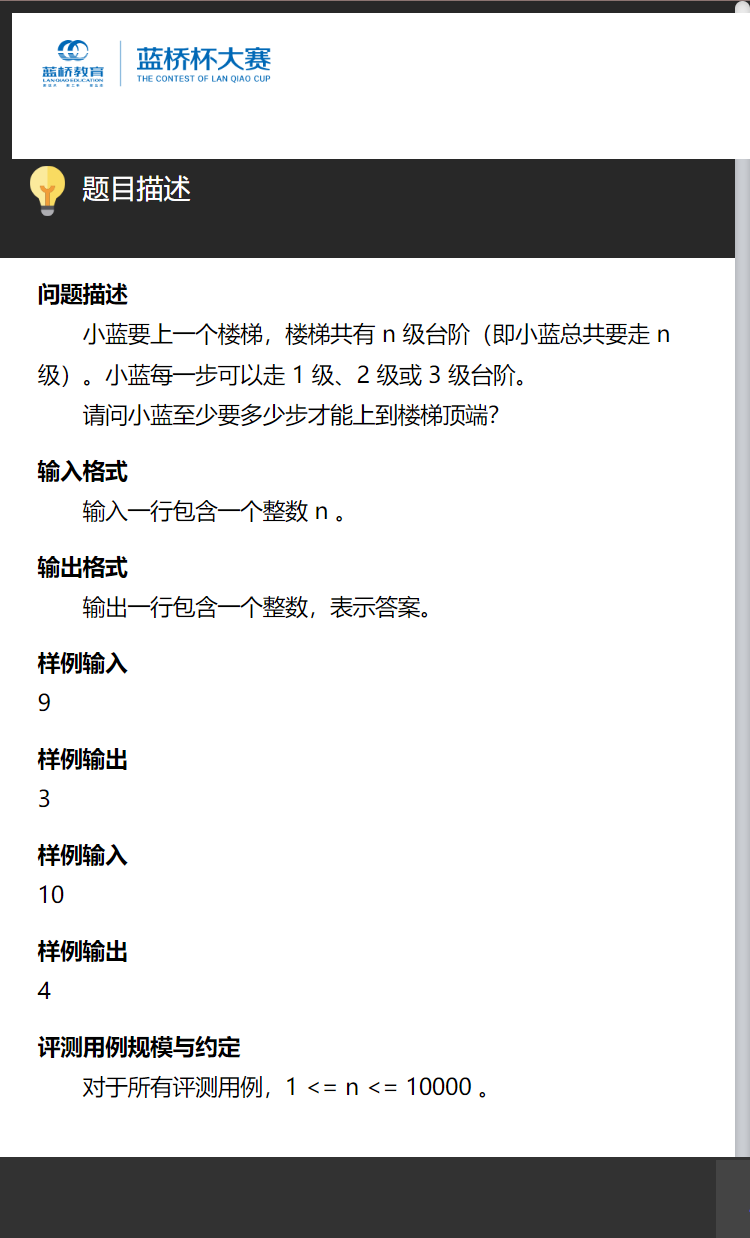 蓝桥教育
LANQIAO EDUCATION
蓝桥杯大赛
THE CONTEST OF LAN QIAO CUP
题目描述
问题描述
小蓝要上一个楼梯，楼梯共有 n 级台阶（即小蓝总共要走 n
级）。小蓝每一步可以走 1 级、2 级或 3 级台阶。
请问小蓝至少要多少步才能上到楼梯顶端？
输入格式
输入一行包含一个整数 n 。
输出格式
输出一行包含一个整数，表示答案。
样例输入
9
样例输出
3
样例输入
10
样例输出
4
评测用例规模与约定
对于所有评测用例，1 <= n <= 10000 。